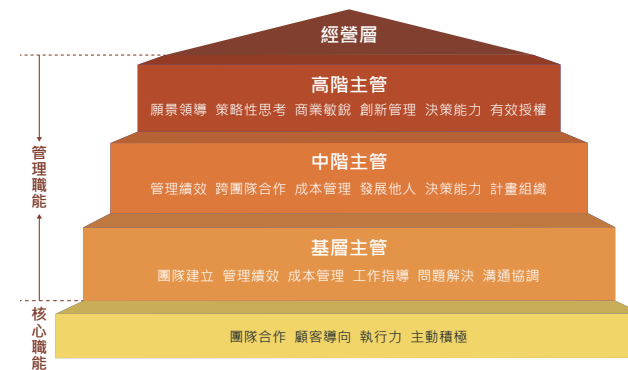 經營層
高階主管
願景領導 策略性思考 商業敏銳 創新管理 決策能力 有效授權
中階主管
管理績效 跨團隊合作 成本管理 發展他人 決策能力 計畫組織
基層主管
團隊建立 管理績效 成本管理 工作指導 問題解決 溝通協調
團隊合作 顧客導向 執行力 主動積極
管理職能
核心職能